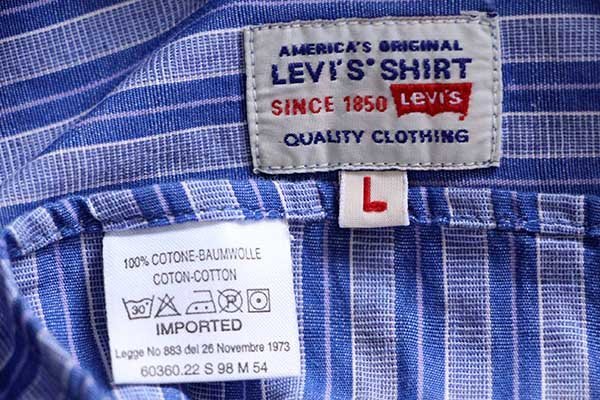 AMERICA'S ORIGINAL
LEVI'S® SHIRT
SINCE 1850 Levi's
QUALITY CLOTHING
L
100% COTONE-BAUMWOLLE
COTON-COTTON
30°
IMPORTED
Legge No 883 del 26 Novembre 1973
60360.22 S 98 M 54